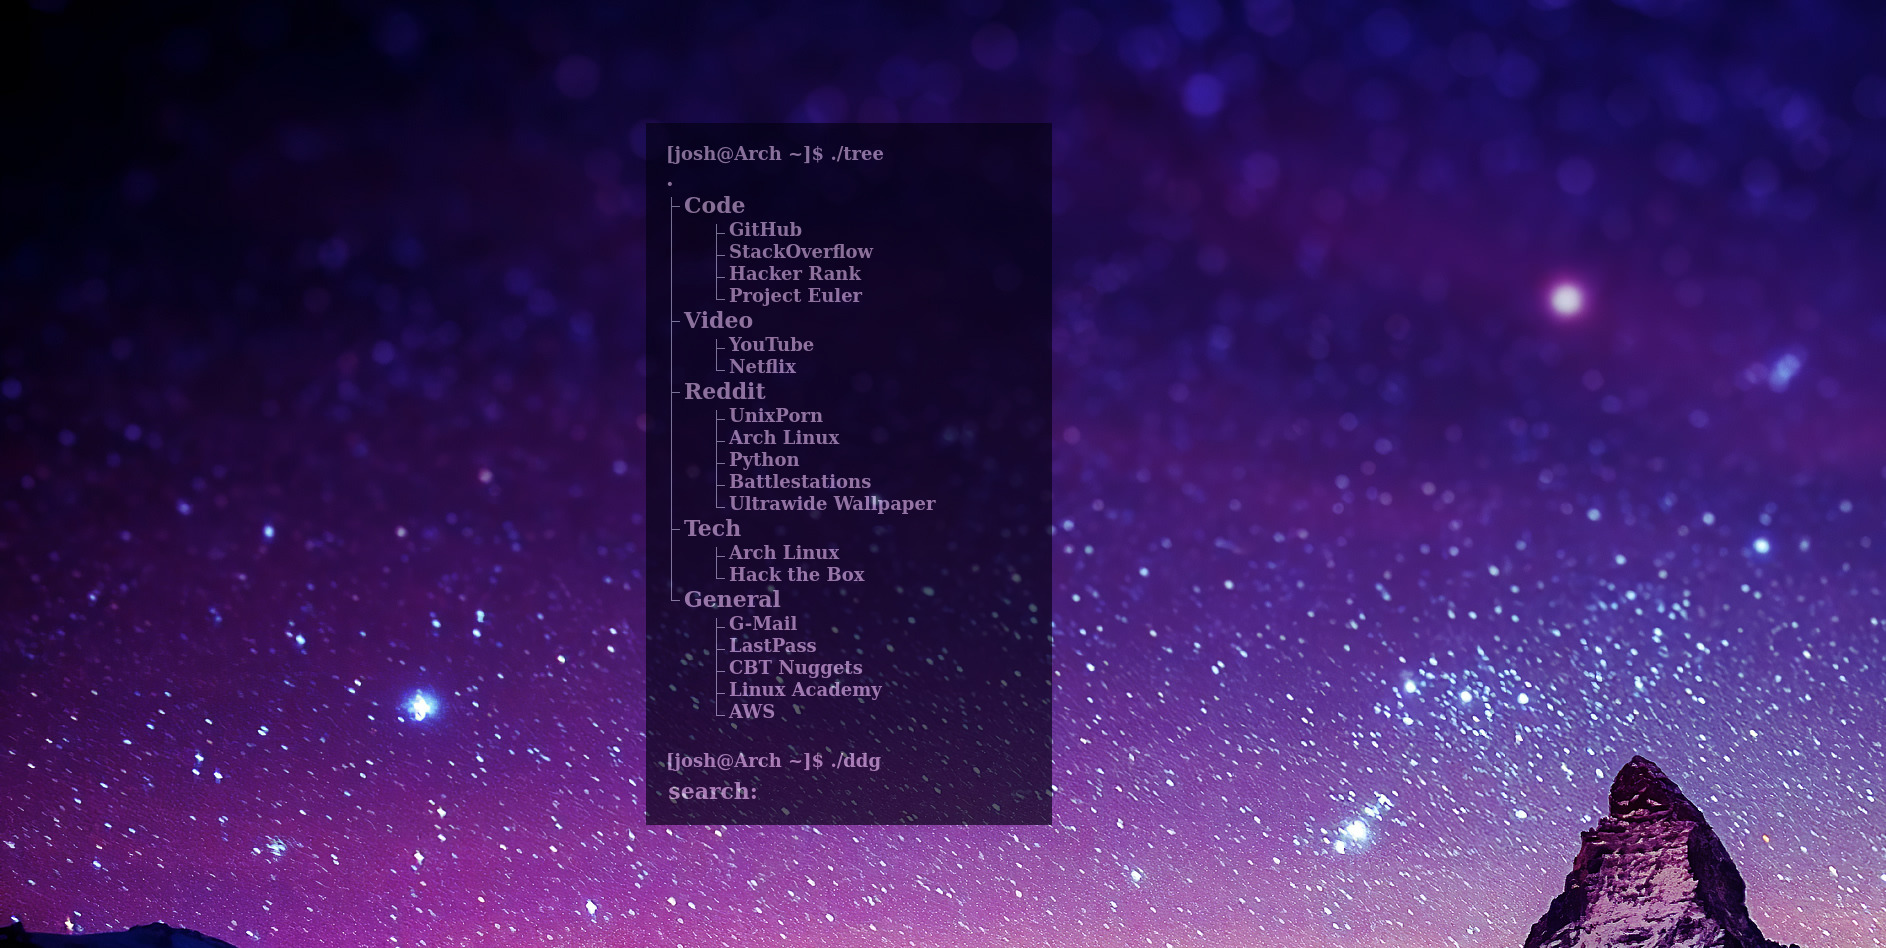 [josh@Arch ~]$ ./tree
.
Code
GitHub
StackOverflow
Hacker Rank
Project Euler
Video
YouTube
Netflix
Reddit
UnixPorn
Arch Linux
Python
Battlestations
Ultrawide Wallpaper
Tech
Arch Linux
Hack the Box
General
G-Mail
LastPass
CBT Nuggets
Linux Academy
AWS
[josh@Arch ~]$ ./ddg
search: